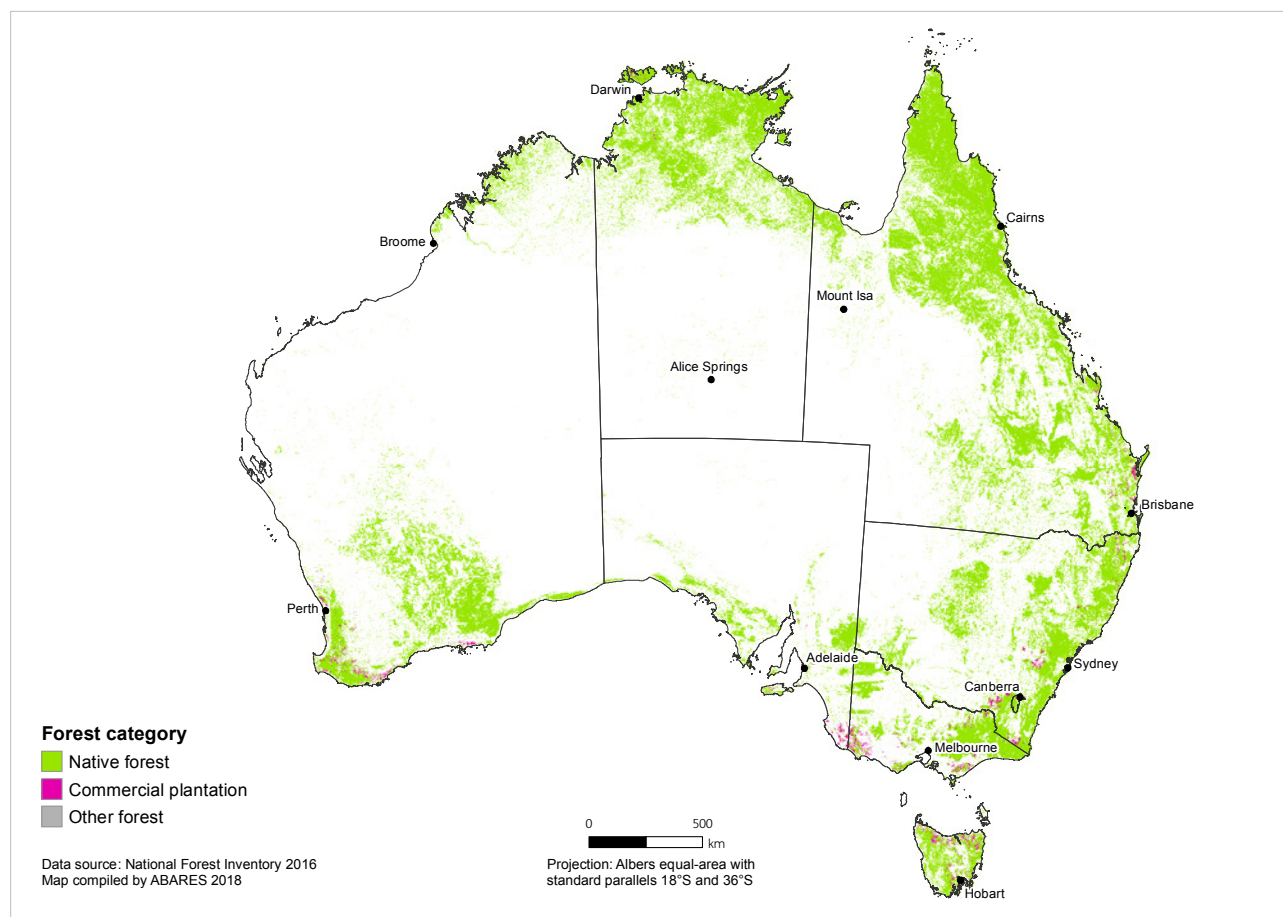 Darwin
Cairns
Broome
Mount Isa
Alice Springs
Brisbane
Perth
Adelaide
Sydney
Canberra
Melbourne
Hobart
Forest category
Native forest
Commercial plantation
Other forest
0 500
km
Data source: National Forest Inventory 2016
Map compiled by ABARES 2018
Projection: Albers equal-area with
standard parallels 18°S and 36°S